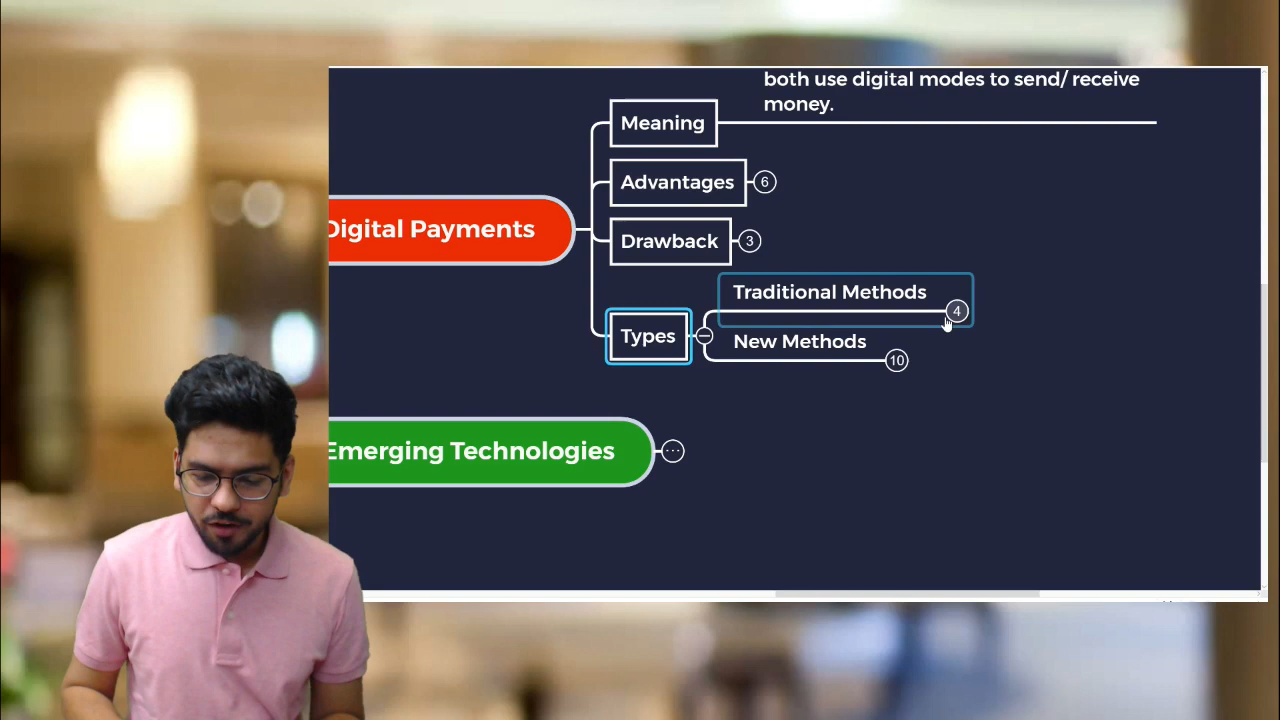 both use digital modes to send/ receive
money.
Meaning
Advantages
6
Digital Payments
Drawback
3
Traditional Methods
4
Types
New Methods
10
Emerging Technologies